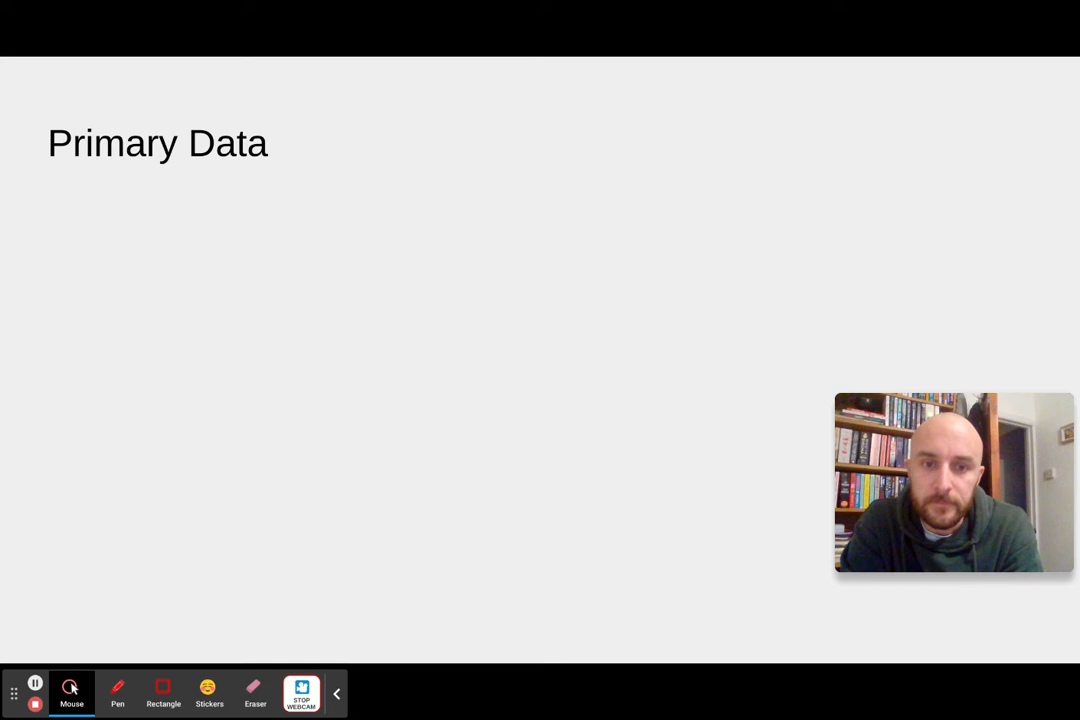 Primary Data
Mouse
Pen
Rectangle
Stickers
Eraser
STOP
WEBCAM